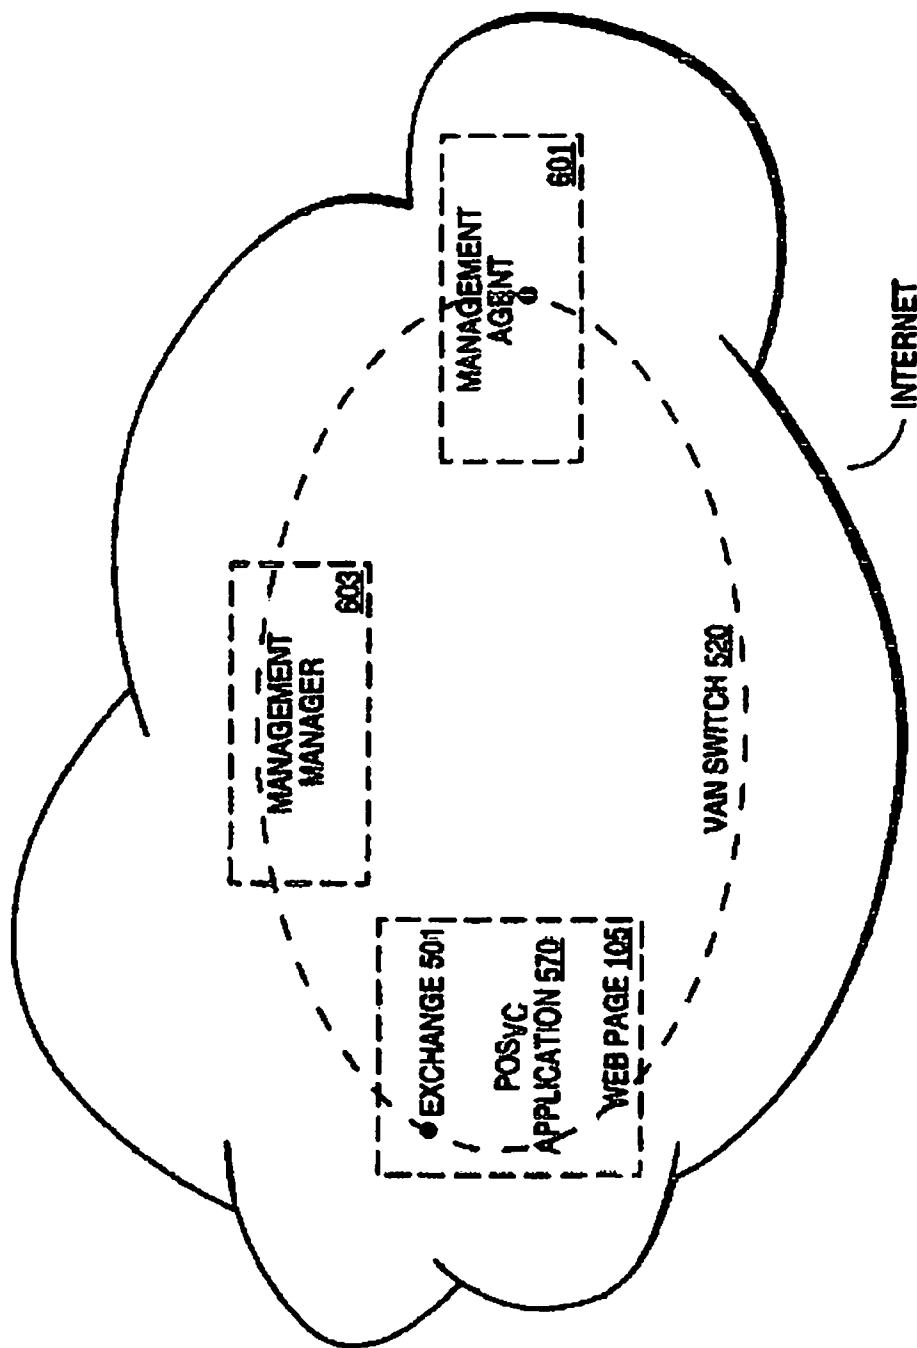 MANAGEMENT
MANAGER
603
EXCHANGE 501
POSVC
APPLICATION 570
WEB PAGE 105
MANAGEMENT
AGENT
601
VAN SWITCH 520
INTERNET